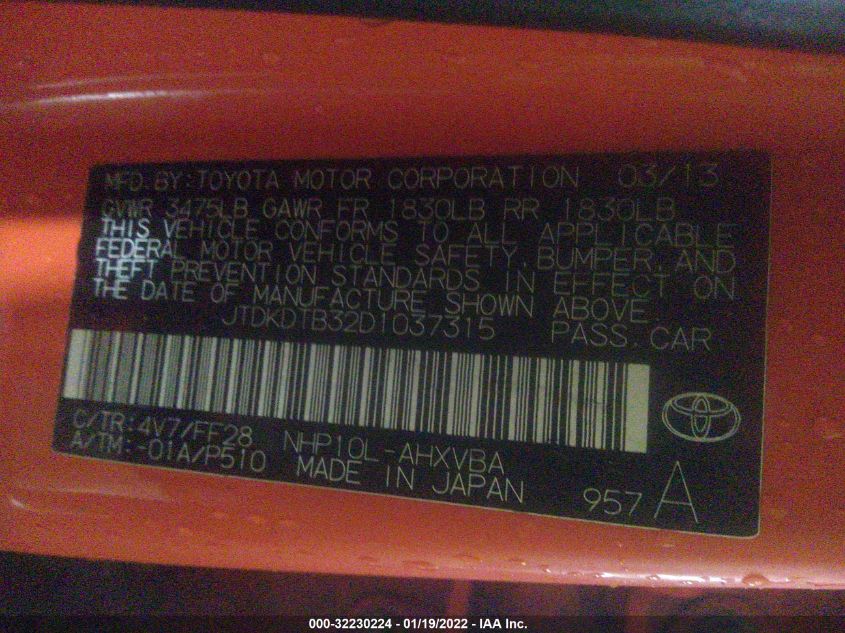 MFD.BY:TOYOTA MOTOR CORPORATION 03/13
GVWR 3475LB GAWR FR 1830LB RR 1830LB
THIS VEHICLE CONFORMS TO ALL APPLICABLE
FEDERAL MOTOR VEHICLE SAFETY, BUMPER, AND
THEFT PREVENTION STANDARDS IN EFFECT ON
THE DATE OF MANUFACTURE SHOWN ABOVE.
JTDKDTB32D1037315 PASS.CAR
C/TR:4V7/FF28 NHP10L-AHXVBA
A/TM:-01A/P510 MADE IN JAPAN
957 A
000-32230224 - 01/19/2022 - IAA Inc.